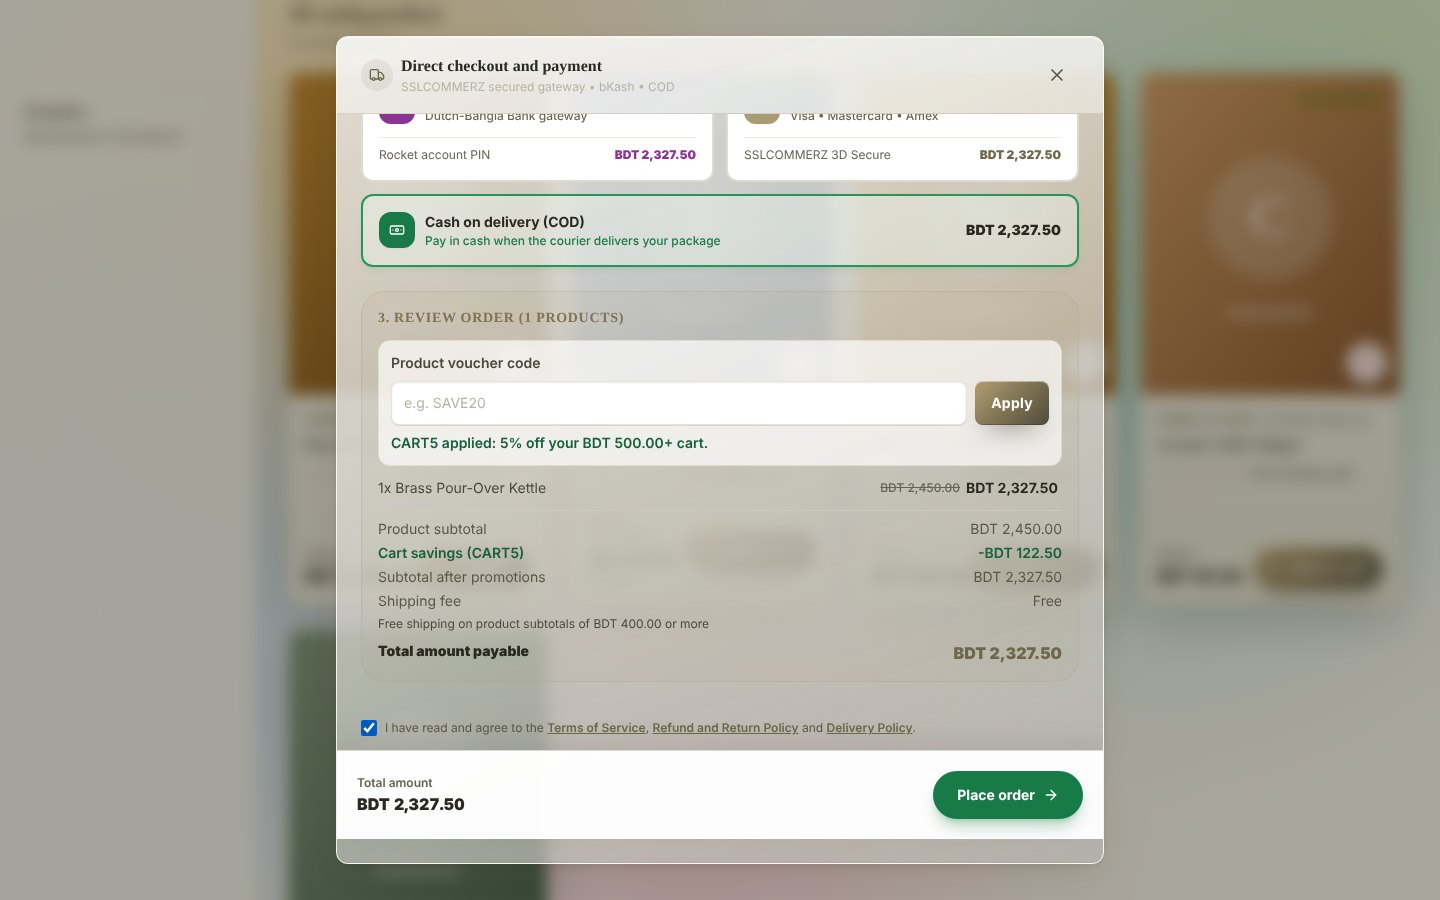 Direct checkout and payment
SSLCOMMERZ secured gateway • bKash • COD
Dutch-Bangla Bank gateway
Visa • Mastercard • Amex
Rocket account PIN BDT 2,327.50
SSLCOMMERZ 3D Secure BDT 2,327.50
Cash on delivery (COD)
Pay in cash when the courier delivers your package
BDT 2,327.50
3. REVIEW ORDER (1 PRODUCTS)
Product voucher code
e.g. SAVE20
Apply
CART5 applied: 5% off your BDT 500.00+ cart.
1x Brass Pour-Over Kettle BDT 2,450.00 BDT 2,327.50
Product subtotal BDT 2,450.00
Cart savings (CART5) -BDT 122.50
Subtotal after promotions BDT 2,327.50
Shipping fee Free
Free shipping on product subtotals of BDT 400.00 or more
Total amount payable BDT 2,327.50
I have read and agree to the Terms of Service, Refund and Return Policy and Delivery Policy.
Total amount
BDT 2,327.50
Place order